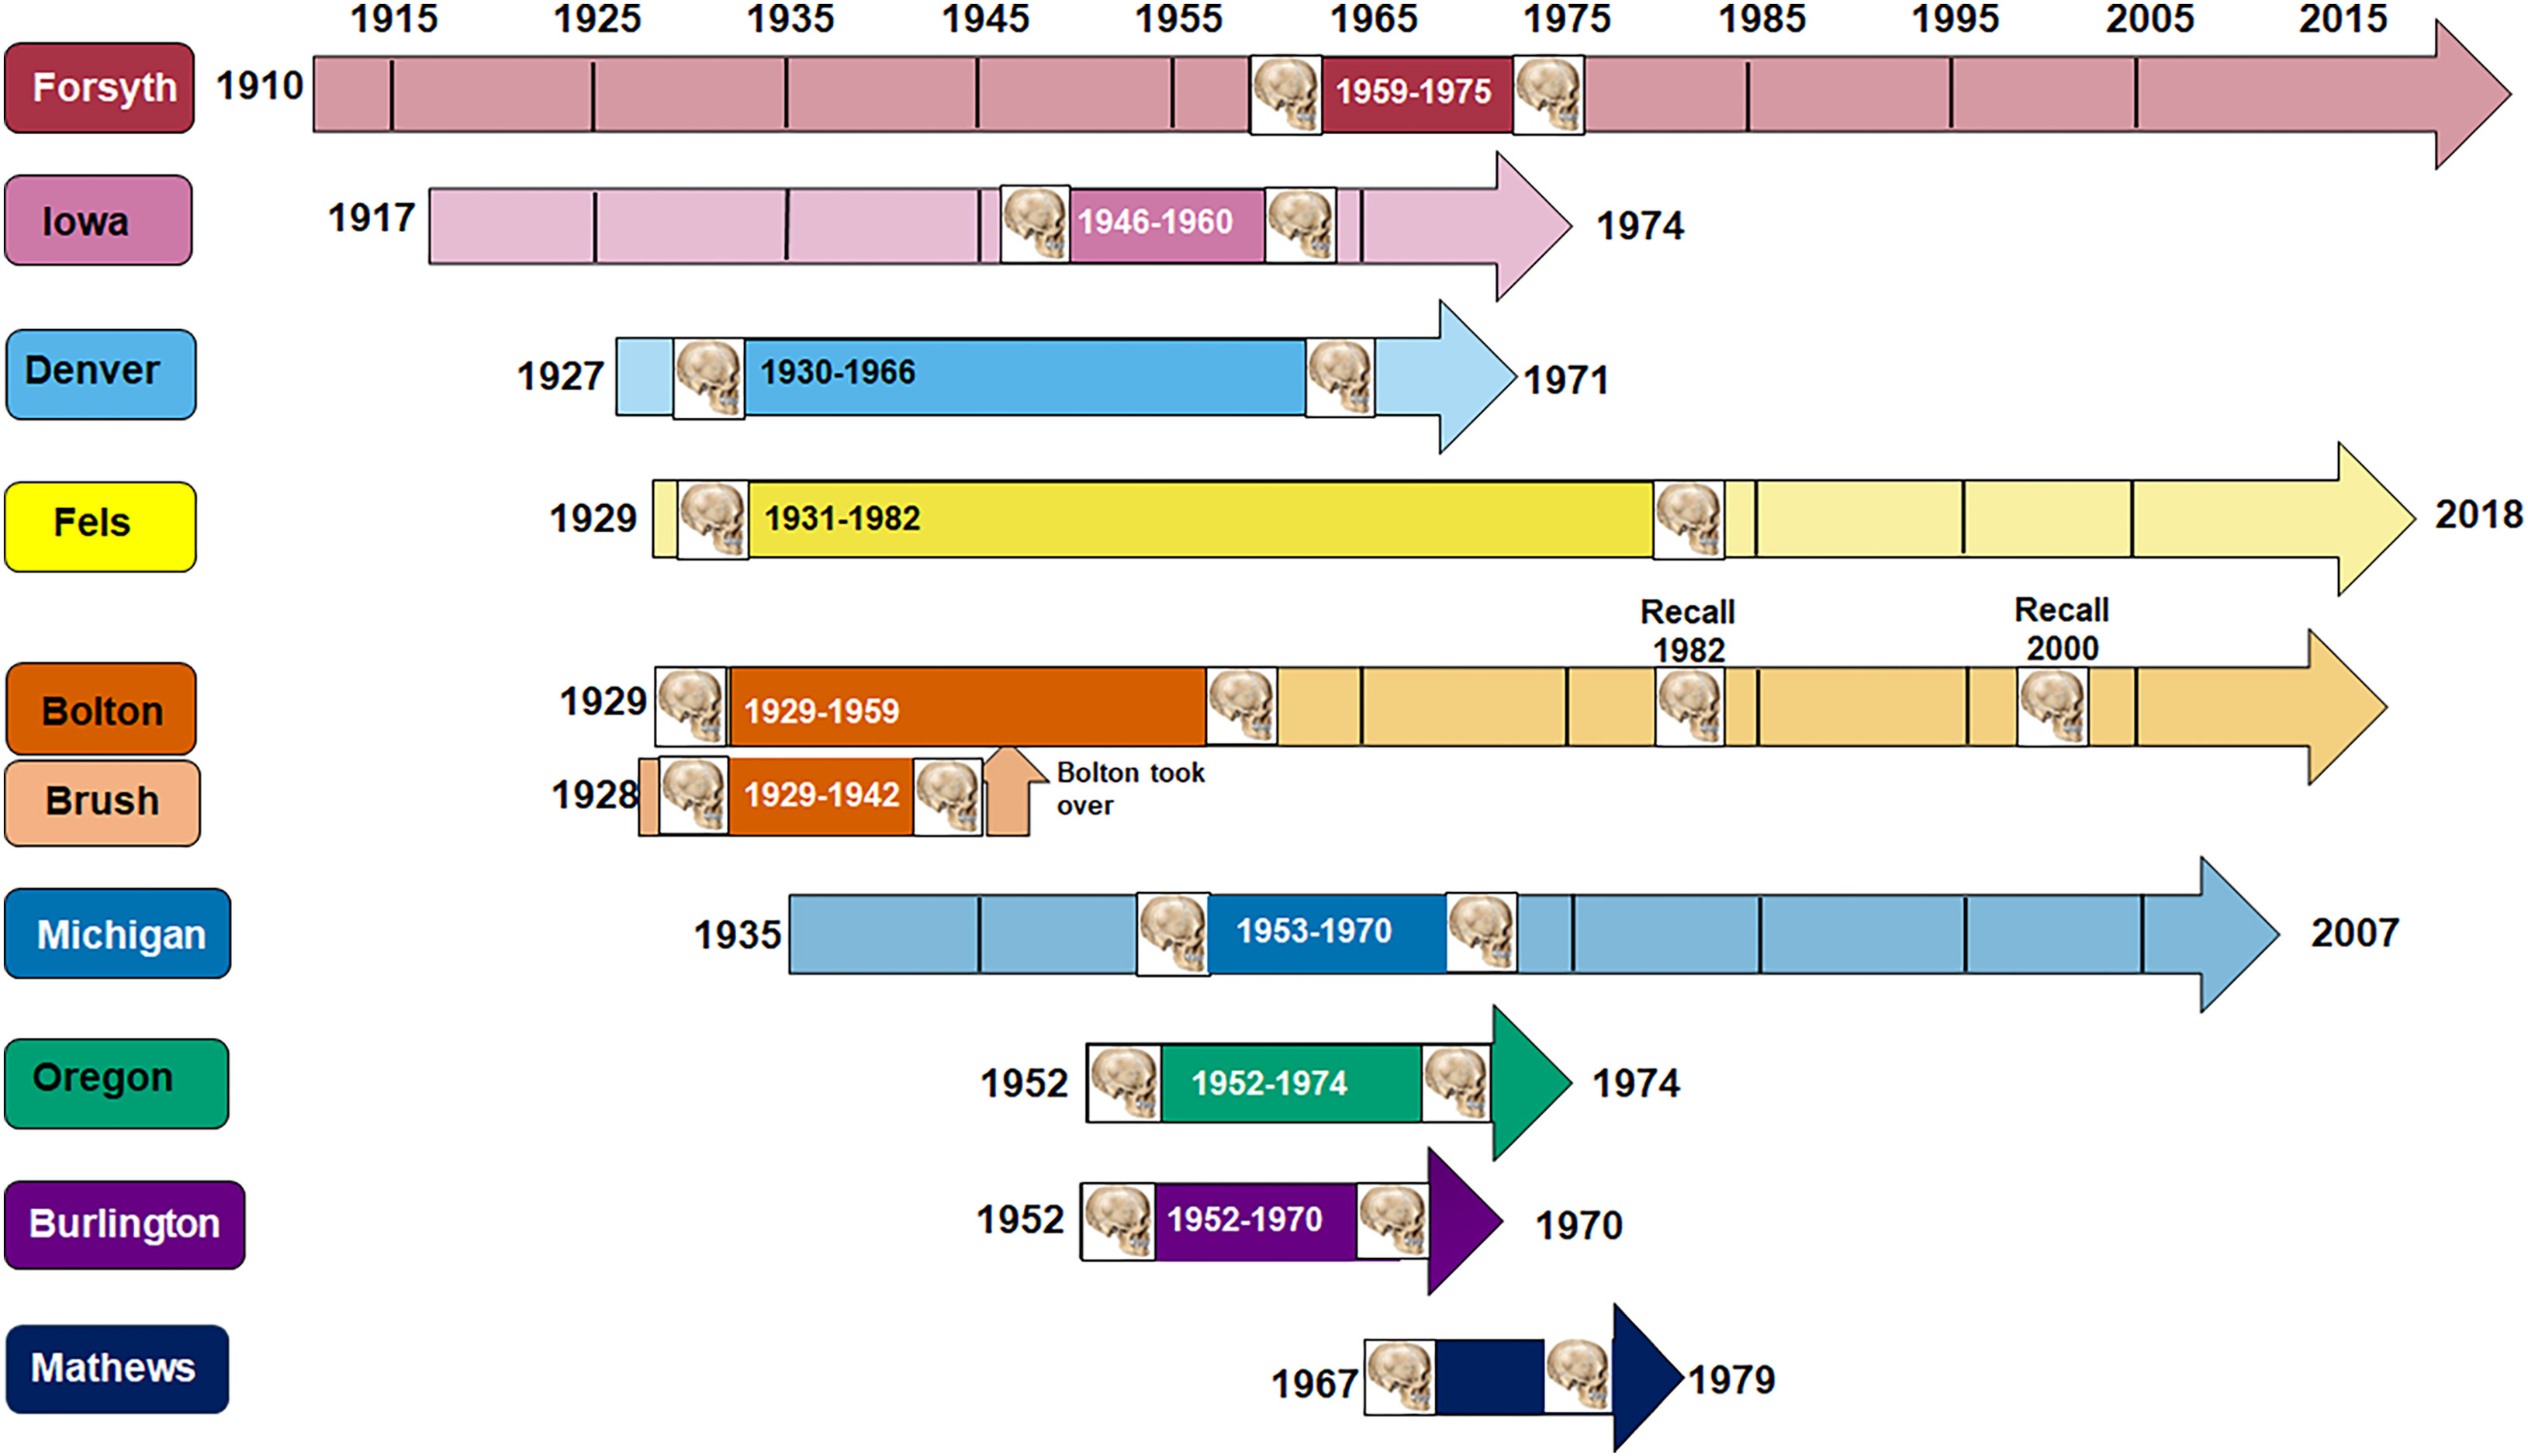 1915 1925 1935 1945 1955 1965 1975 1985 1995 2005 2015
Forsyth 1910 1959-1975
Iowa 1917 1946-1960 1974
Denver 1927 1930-1966 1971
Fels 1929 1931-1982 2018
Recall Recall
1982 2000
Bolton 1929 1929-1959
Brush 1928 1929-1942 Bolton took
over
Michigan 1935 1953-1970 2007
Oregon 1952 1952-1974 1974
Burlington 1952 1952-1970 1970
Mathews 1967 1979